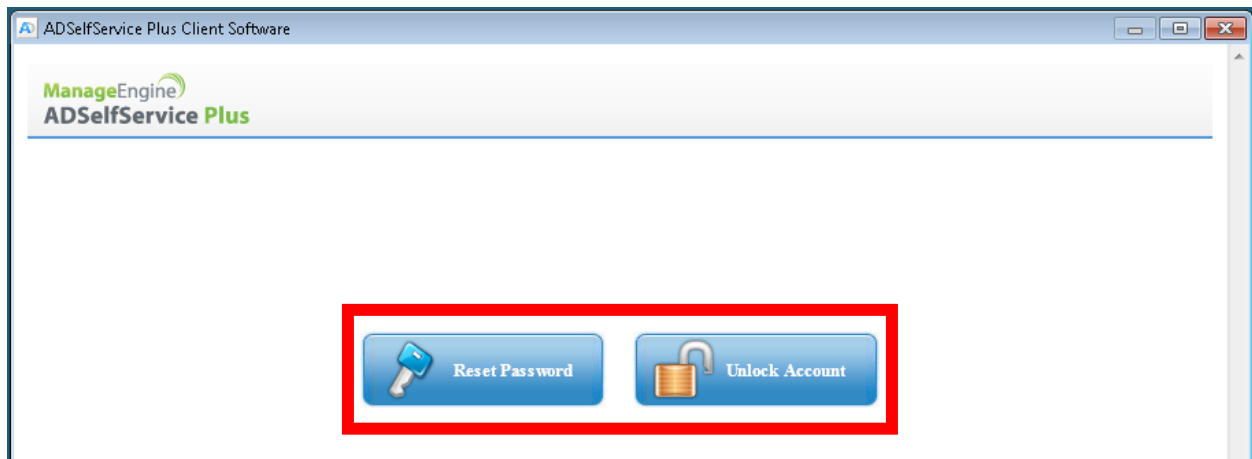 ADSelfService Plus Client Software
ManageEngine
ADSelfService Plus
Reset Password
Unlock Account